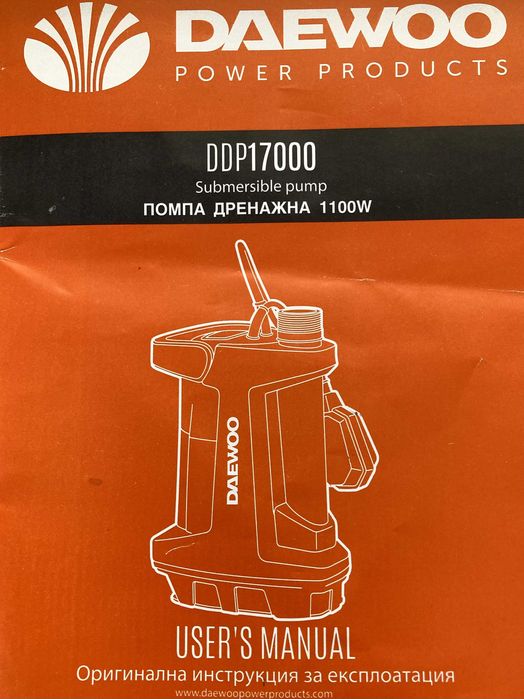 DAEWOO
POWER PRODUCTS
DDP17000
Submersible pump
ПОМПА ДРЕНАЖНА 1100W
DAEWOO
USER'S MANUAL
Оригинална инструкция за експлоатация
www.daewoopowerproducts.com